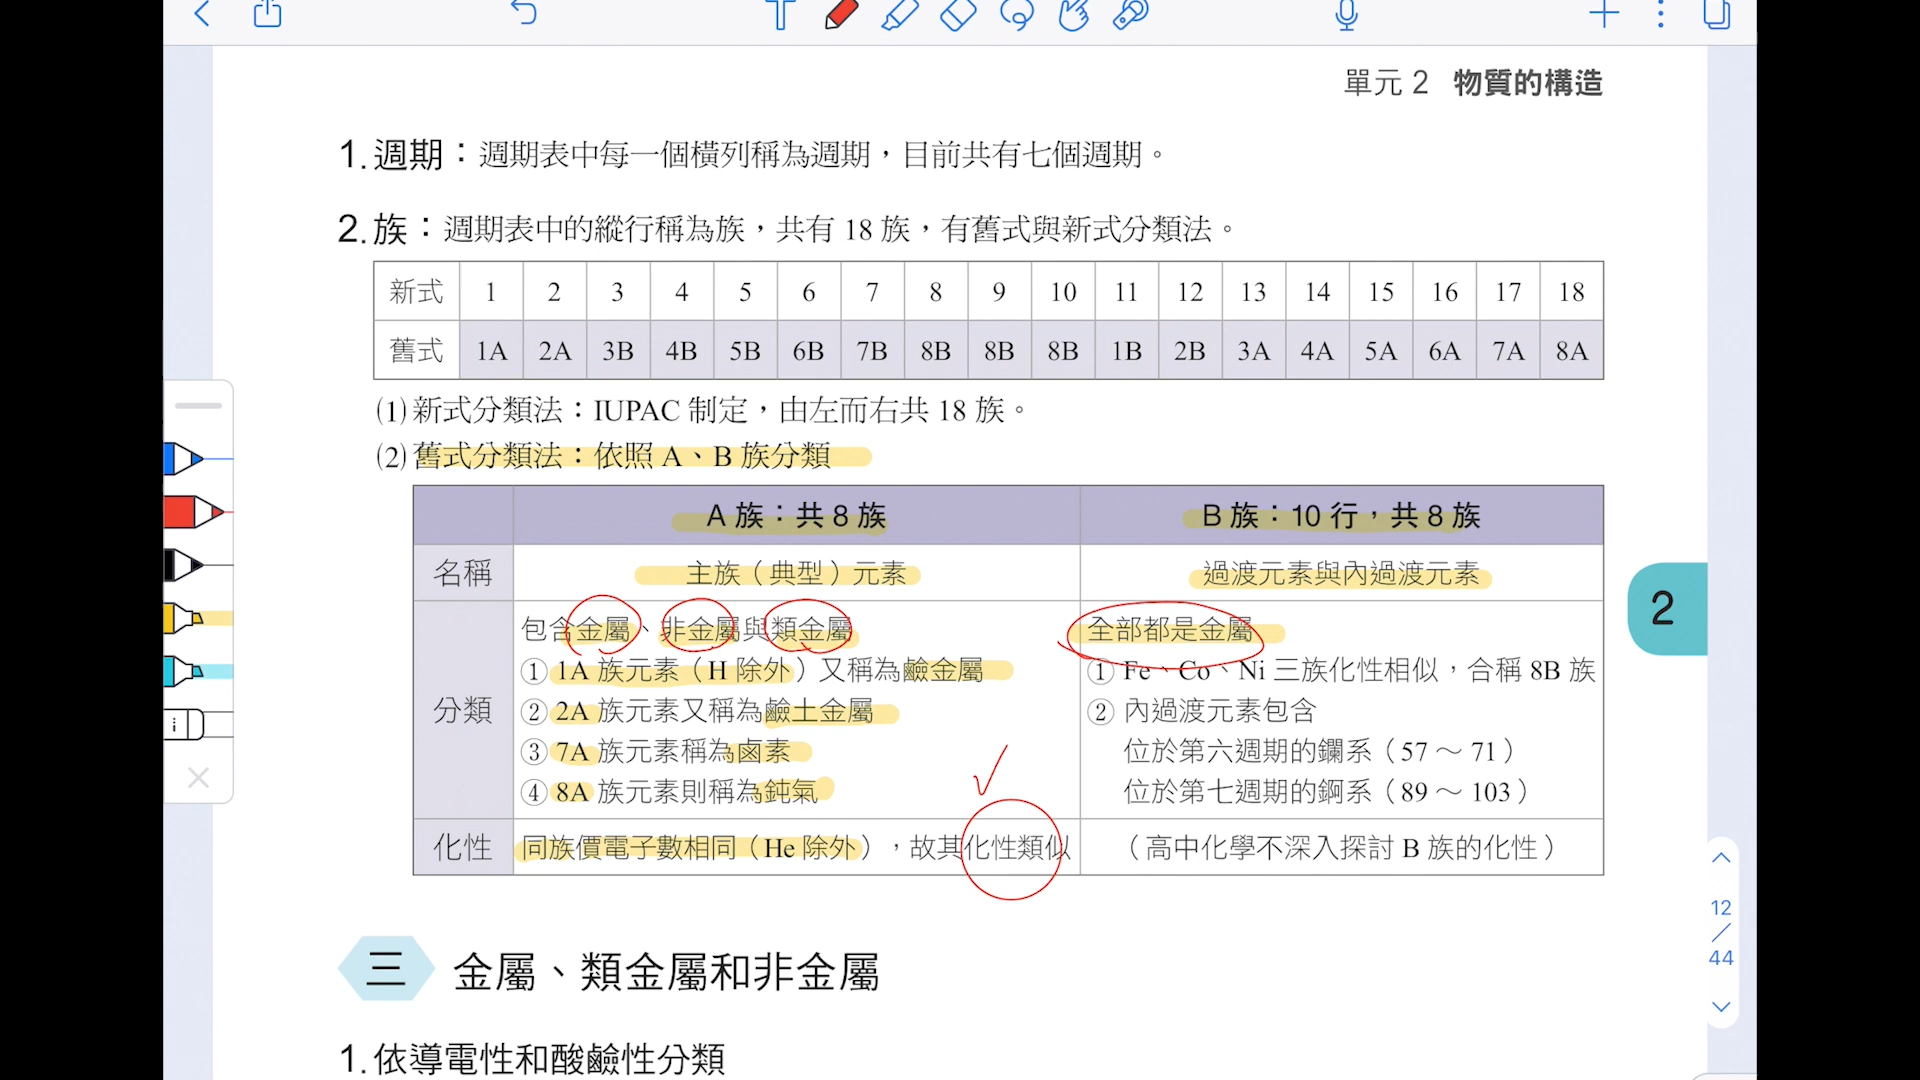 單元 2 物質的構造
1. 週期：週期表中每一個橫列稱為週期，目前共有七個週期。
2. 族：週期表中的縱行稱為族，共有 18 族，有舊式與新式分類法。
新式 1 2 3 4 5 6 7 8 9 10 11 12 13 14 15 16 17 18
舊式 1A 2A 3B 4B 5B 6B 7B 8B 8B 8B 1B 2B 3A 4A 5A 6A 7A 8A
(1) 新式分類法：IUPAC 制定，由左而右共 18 族。
(2) 舊式分類法：依照 A、B 族分類
A 族：共 8 族 B 族：10 行，共 8 族
名稱 主族（典型）元素 過渡元素與內過渡元素
分類
包含金屬、非金屬與類金屬
① 1A 族元素（H 除外）又稱為鹼金屬
② 2A 族元素又稱為鹼土金屬
③ 7A 族元素稱為鹵素
④ 8A 族元素則稱為鈍氣
全部都是金屬
① Fe、Co、Ni 三族化性相似，合稱 8B 族
② 內過渡元素包含
位於第六週期的鑭系（57 ～ 71）
位於第七週期的錒系（89 ～ 103）
化性 同族價電子數相同（He 除外），故其化性類似 （高中化學不深入探討 B 族的化性）
2
三 金屬、類金屬和非金屬
1. 依導電性和酸鹼性分類
12
/
44